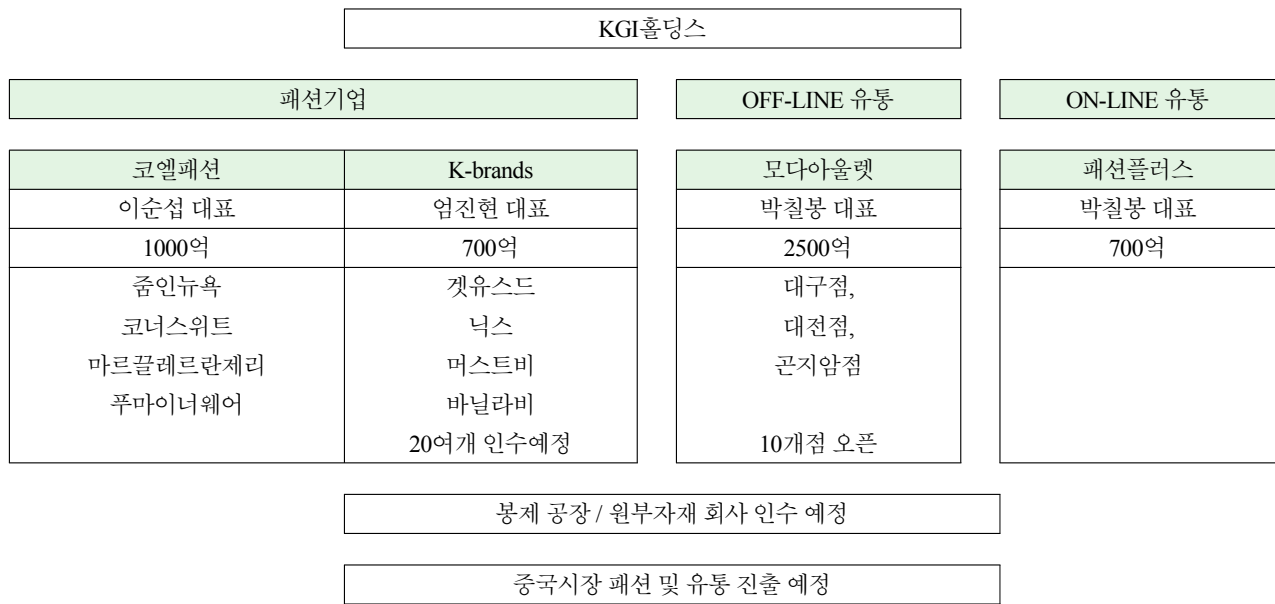 KGI홀딩스
패션기업 OFF-LINE 유통 ON-LINE 유통
코엘패션 K-brands 모다아울렛 패션플러스
이순섭 대표 엄진현 대표 박칠봉 대표 박칠봉 대표
1000억 700억 2500억 700억
줌인뉴욕 겟유스드 대구점,
코너스위트 닉스 대전점,
마르끌레르란제리 머스트비 곤지암점
푸마이너웨어 바닐라비
20여개 인수예정 10개점 오픈
봉제 공장 / 원부자재 회사 인수 예정
중국시장 패션 및 유통 진출 예정